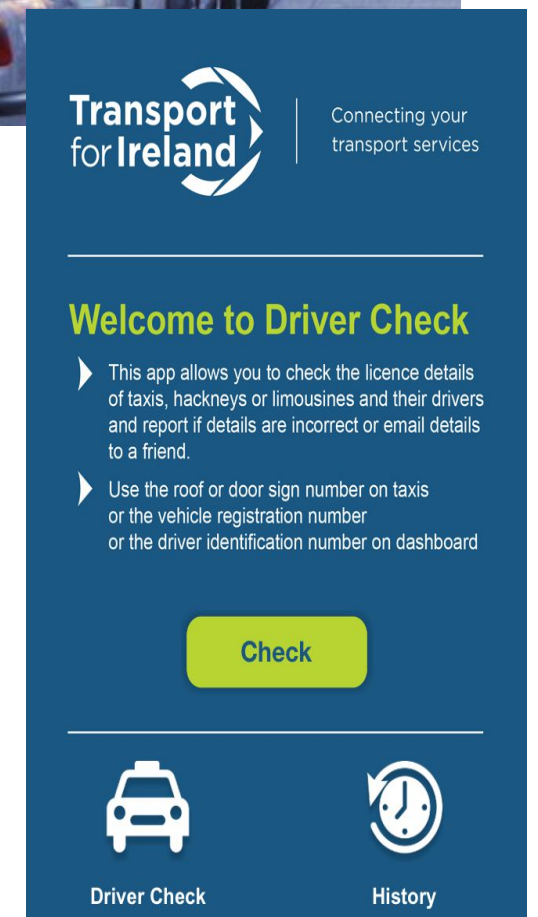 Transport
for Ireland
Connecting your
transport services
Welcome to Driver Check
This app allows you to check the licence details
of taxis, hackneys or limousines and their drivers
and report if details are incorrect or email details
to a friend.
Use the roof or door sign number on taxis
or the vehicle registration number
or the driver identification number on dashboard
Check
Driver Check
History